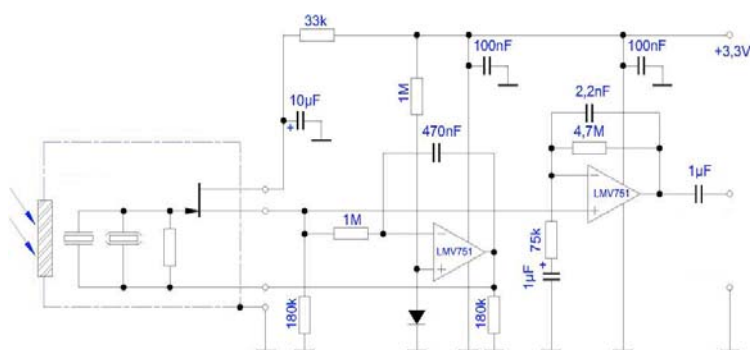 33k
100nF
100nF
+3,3V
10µF
+
1M
2,2nF
470nF
4,7M
1µF
LMV751
1M
−
+
LMV751
−
+
75k
+
1µF
180k
180k